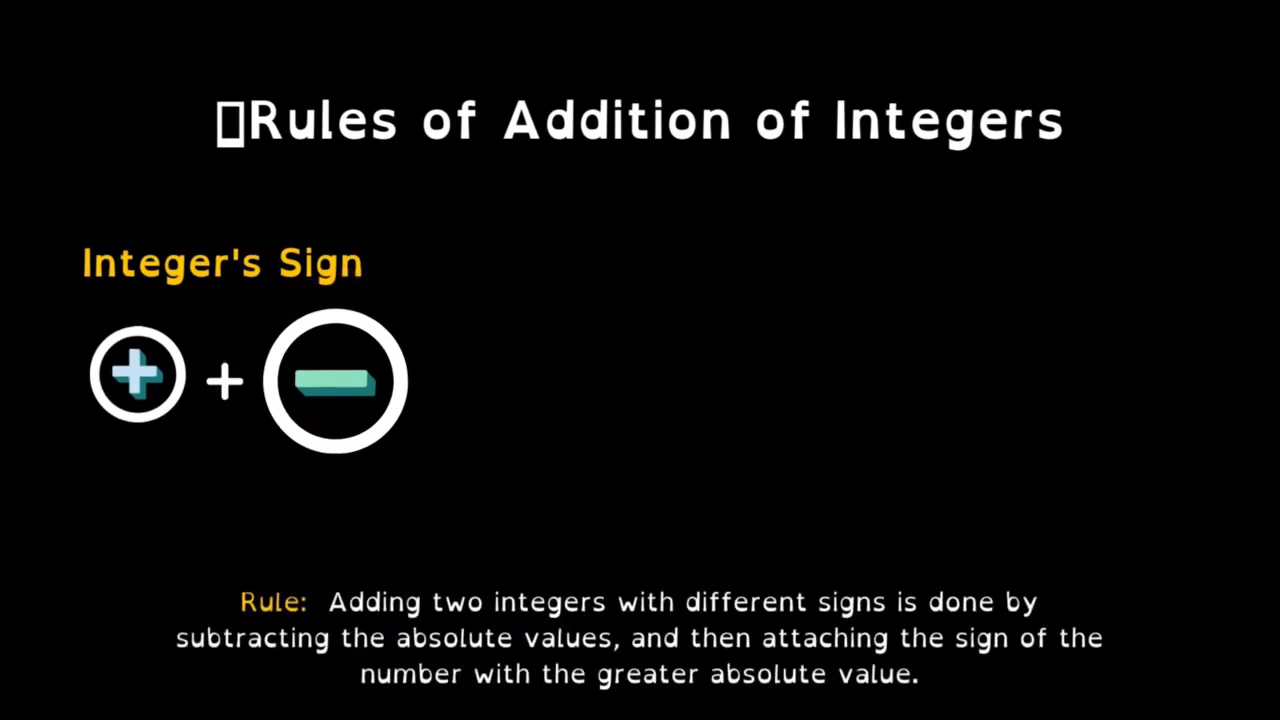 Rules of Addition of Integers
Integer's Sign
+ + −
Rule: Adding two integers with different signs is done by
subtracting the absolute values, and then attaching the sign of the
number with the greater absolute value.